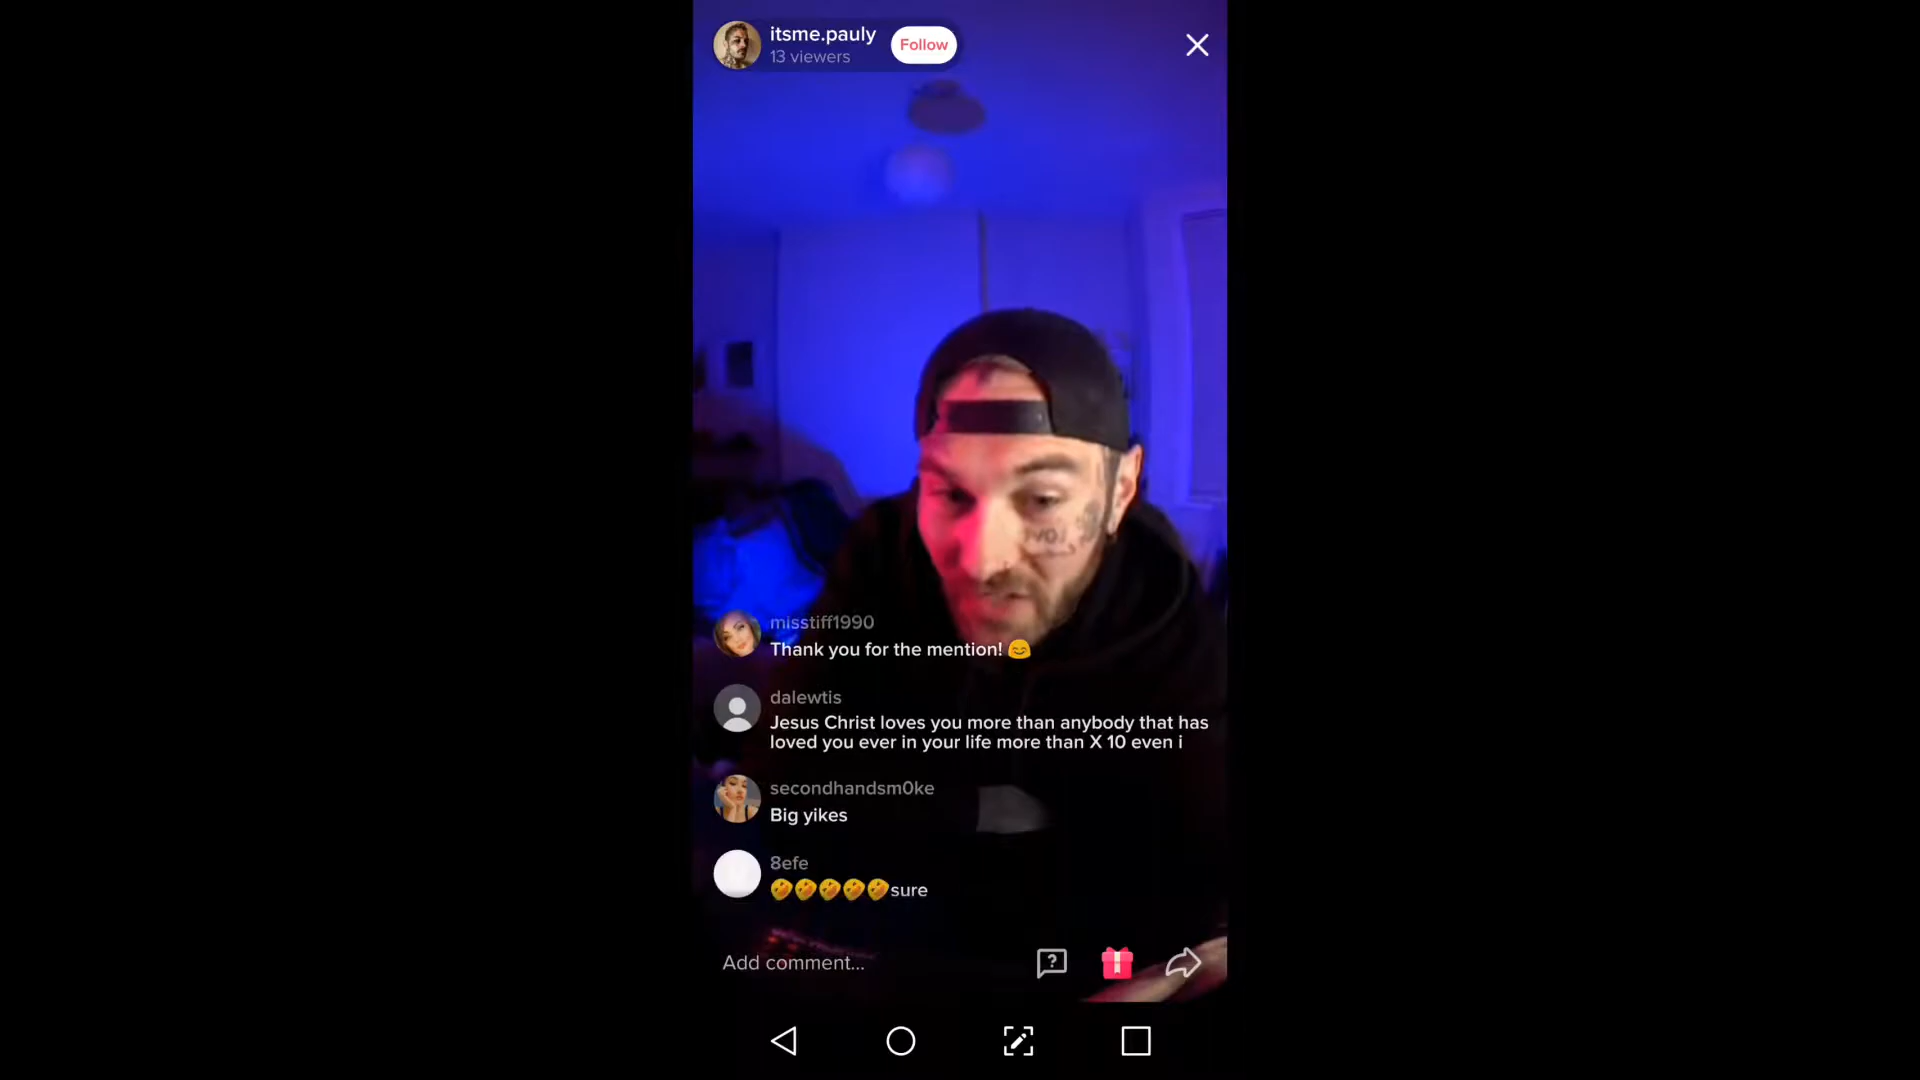 itsme.pauly
13 viewers
Follow
misstiff1990
Thank you for the mention! 😊
dalewtis
Jesus Christ loves you more than anybody that has
loved you ever in your life more than X 10 even i
secondhandsm0ke
Big yikes
8efe
🤣🤣🤣🤣🤣sure
Add comment...